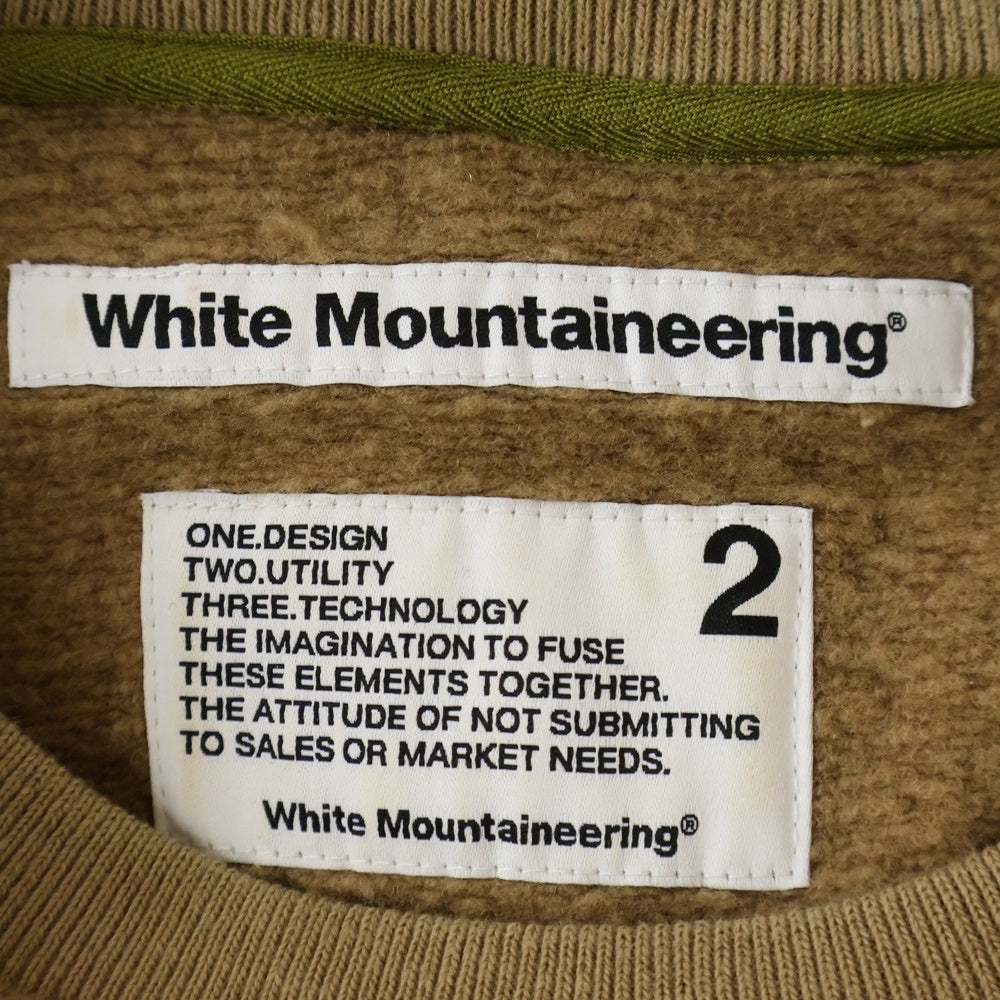 White Mountaineering®
ONE.DESIGN
2
TWO.UTILITY
THREE.TECHNOLOGY
THE IMAGINATION TO FUSE
THESE ELEMENTS TOGETHER.
THE ATTITUDE OF NOT SUBMITTING
TO SALES OR MARKET NEEDS.
White Mountaineering®